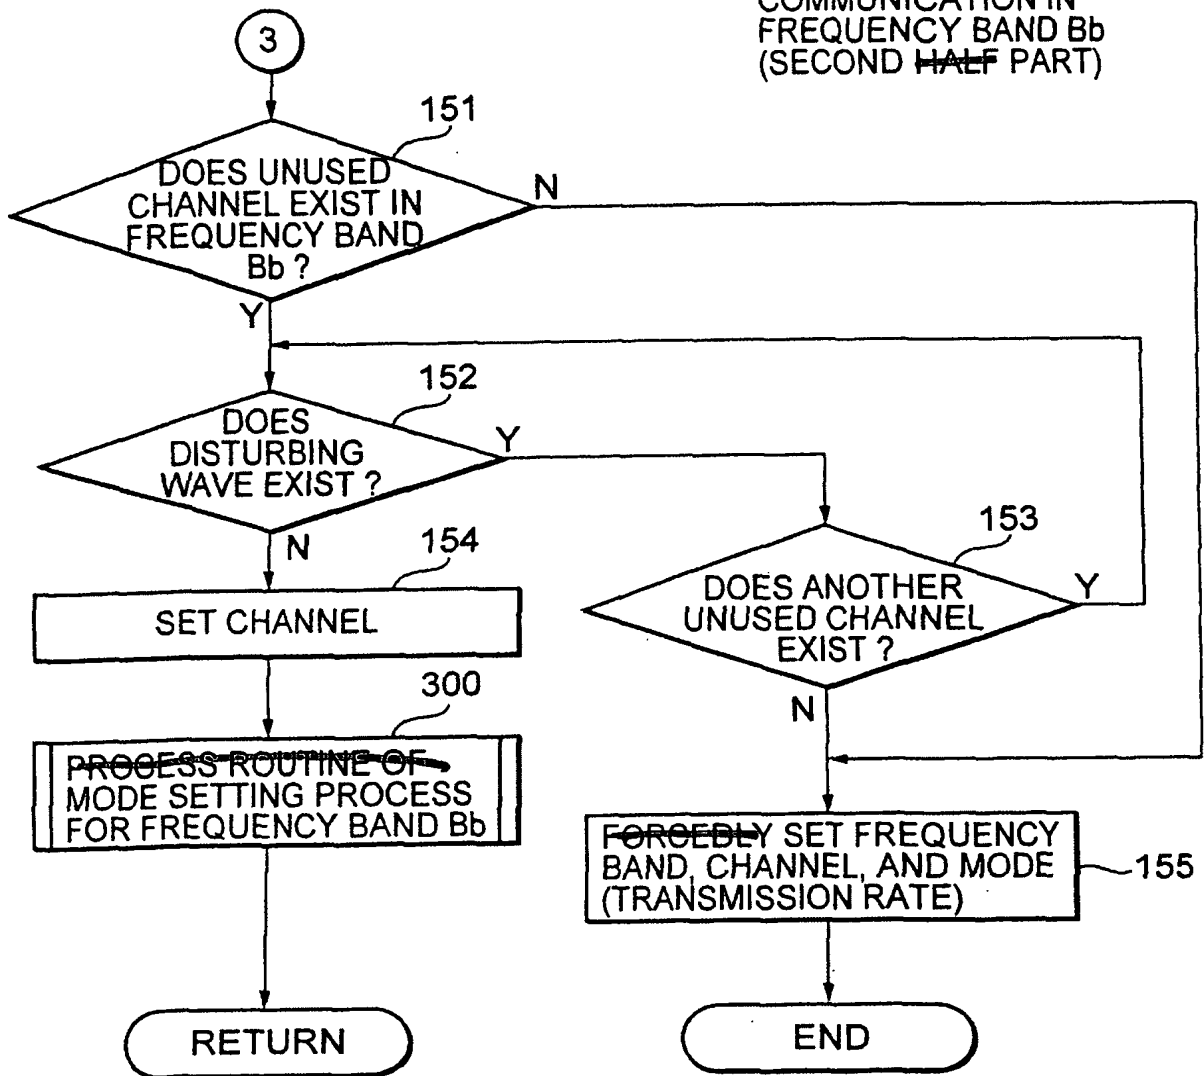 COMMUNICATION IN
FREQUENCY BAND Bb
(SECOND HALF PART)
3
151
DOES UNUSED
CHANNEL EXIST IN
FREQUENCY BAND
Bb ?
N
Y
152
DOES
DISTURBING
WAVE EXIST ?
Y
N
153
DOES ANOTHER
UNUSED CHANNEL
EXIST ?
Y
N
154
SET CHANNEL
300
PROCESS ROUTINE OF
MODE SETTING PROCESS
FOR FREQUENCY BAND Bb
FORCEDLY SET FREQUENCY
BAND, CHANNEL, AND MODE
(TRANSMISSION RATE)
155
RETURN
END